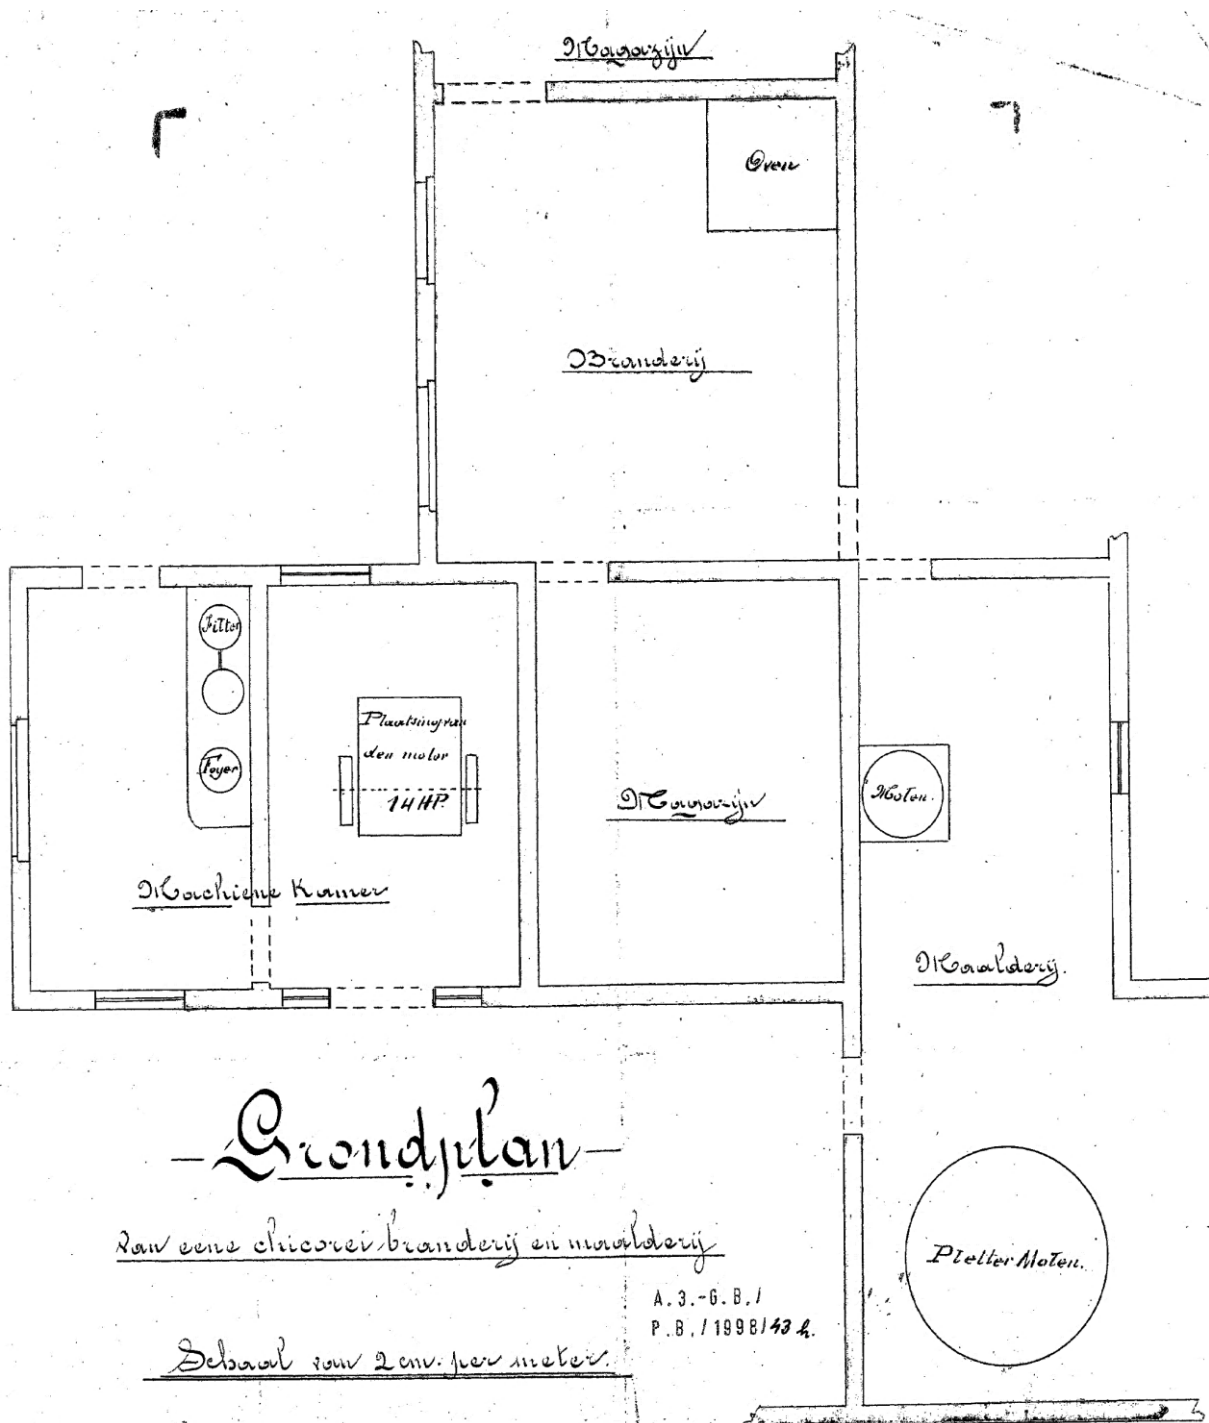 Magazijn
Oven
Branderij
Filter
Foyer
Plaatsing van
den motor
14 HP.
Machiene Kamer
Magazijn
Molen.
Maalderij.
- Grondplan -
van eene chicorei branderij en maalderij
Pletter Molen.
A.3.-G.B./
P.B./1998/43 h.
Schaal van 2 cm. per meter.